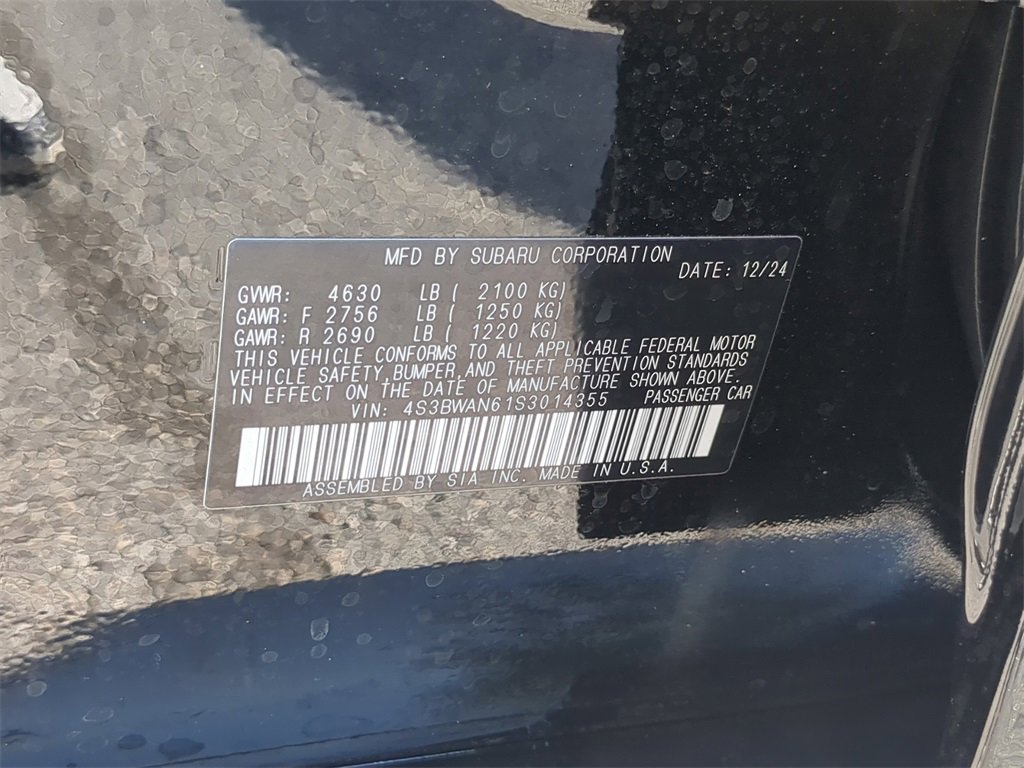 MFD BY SUBARU CORPORATION
DATE: 12/24
GVWR: 4630 LB ( 2100 KG)
GAWR: F 2756 LB ( 1250 KG)
GAWR: R 2690 LB ( 1220 KG)
THIS VEHICLE CONFORMS TO ALL APPLICABLE FEDERAL MOTOR
VEHICLE SAFETY, BUMPER, AND THEFT PREVENTION STANDARDS
IN EFFECT ON THE DATE OF MANUFACTURE SHOWN ABOVE.
VIN: 4S3BWAN61S3014355 PASSENGER CAR
ASSEMBLED BY SIA INC. MADE IN U.S.A.